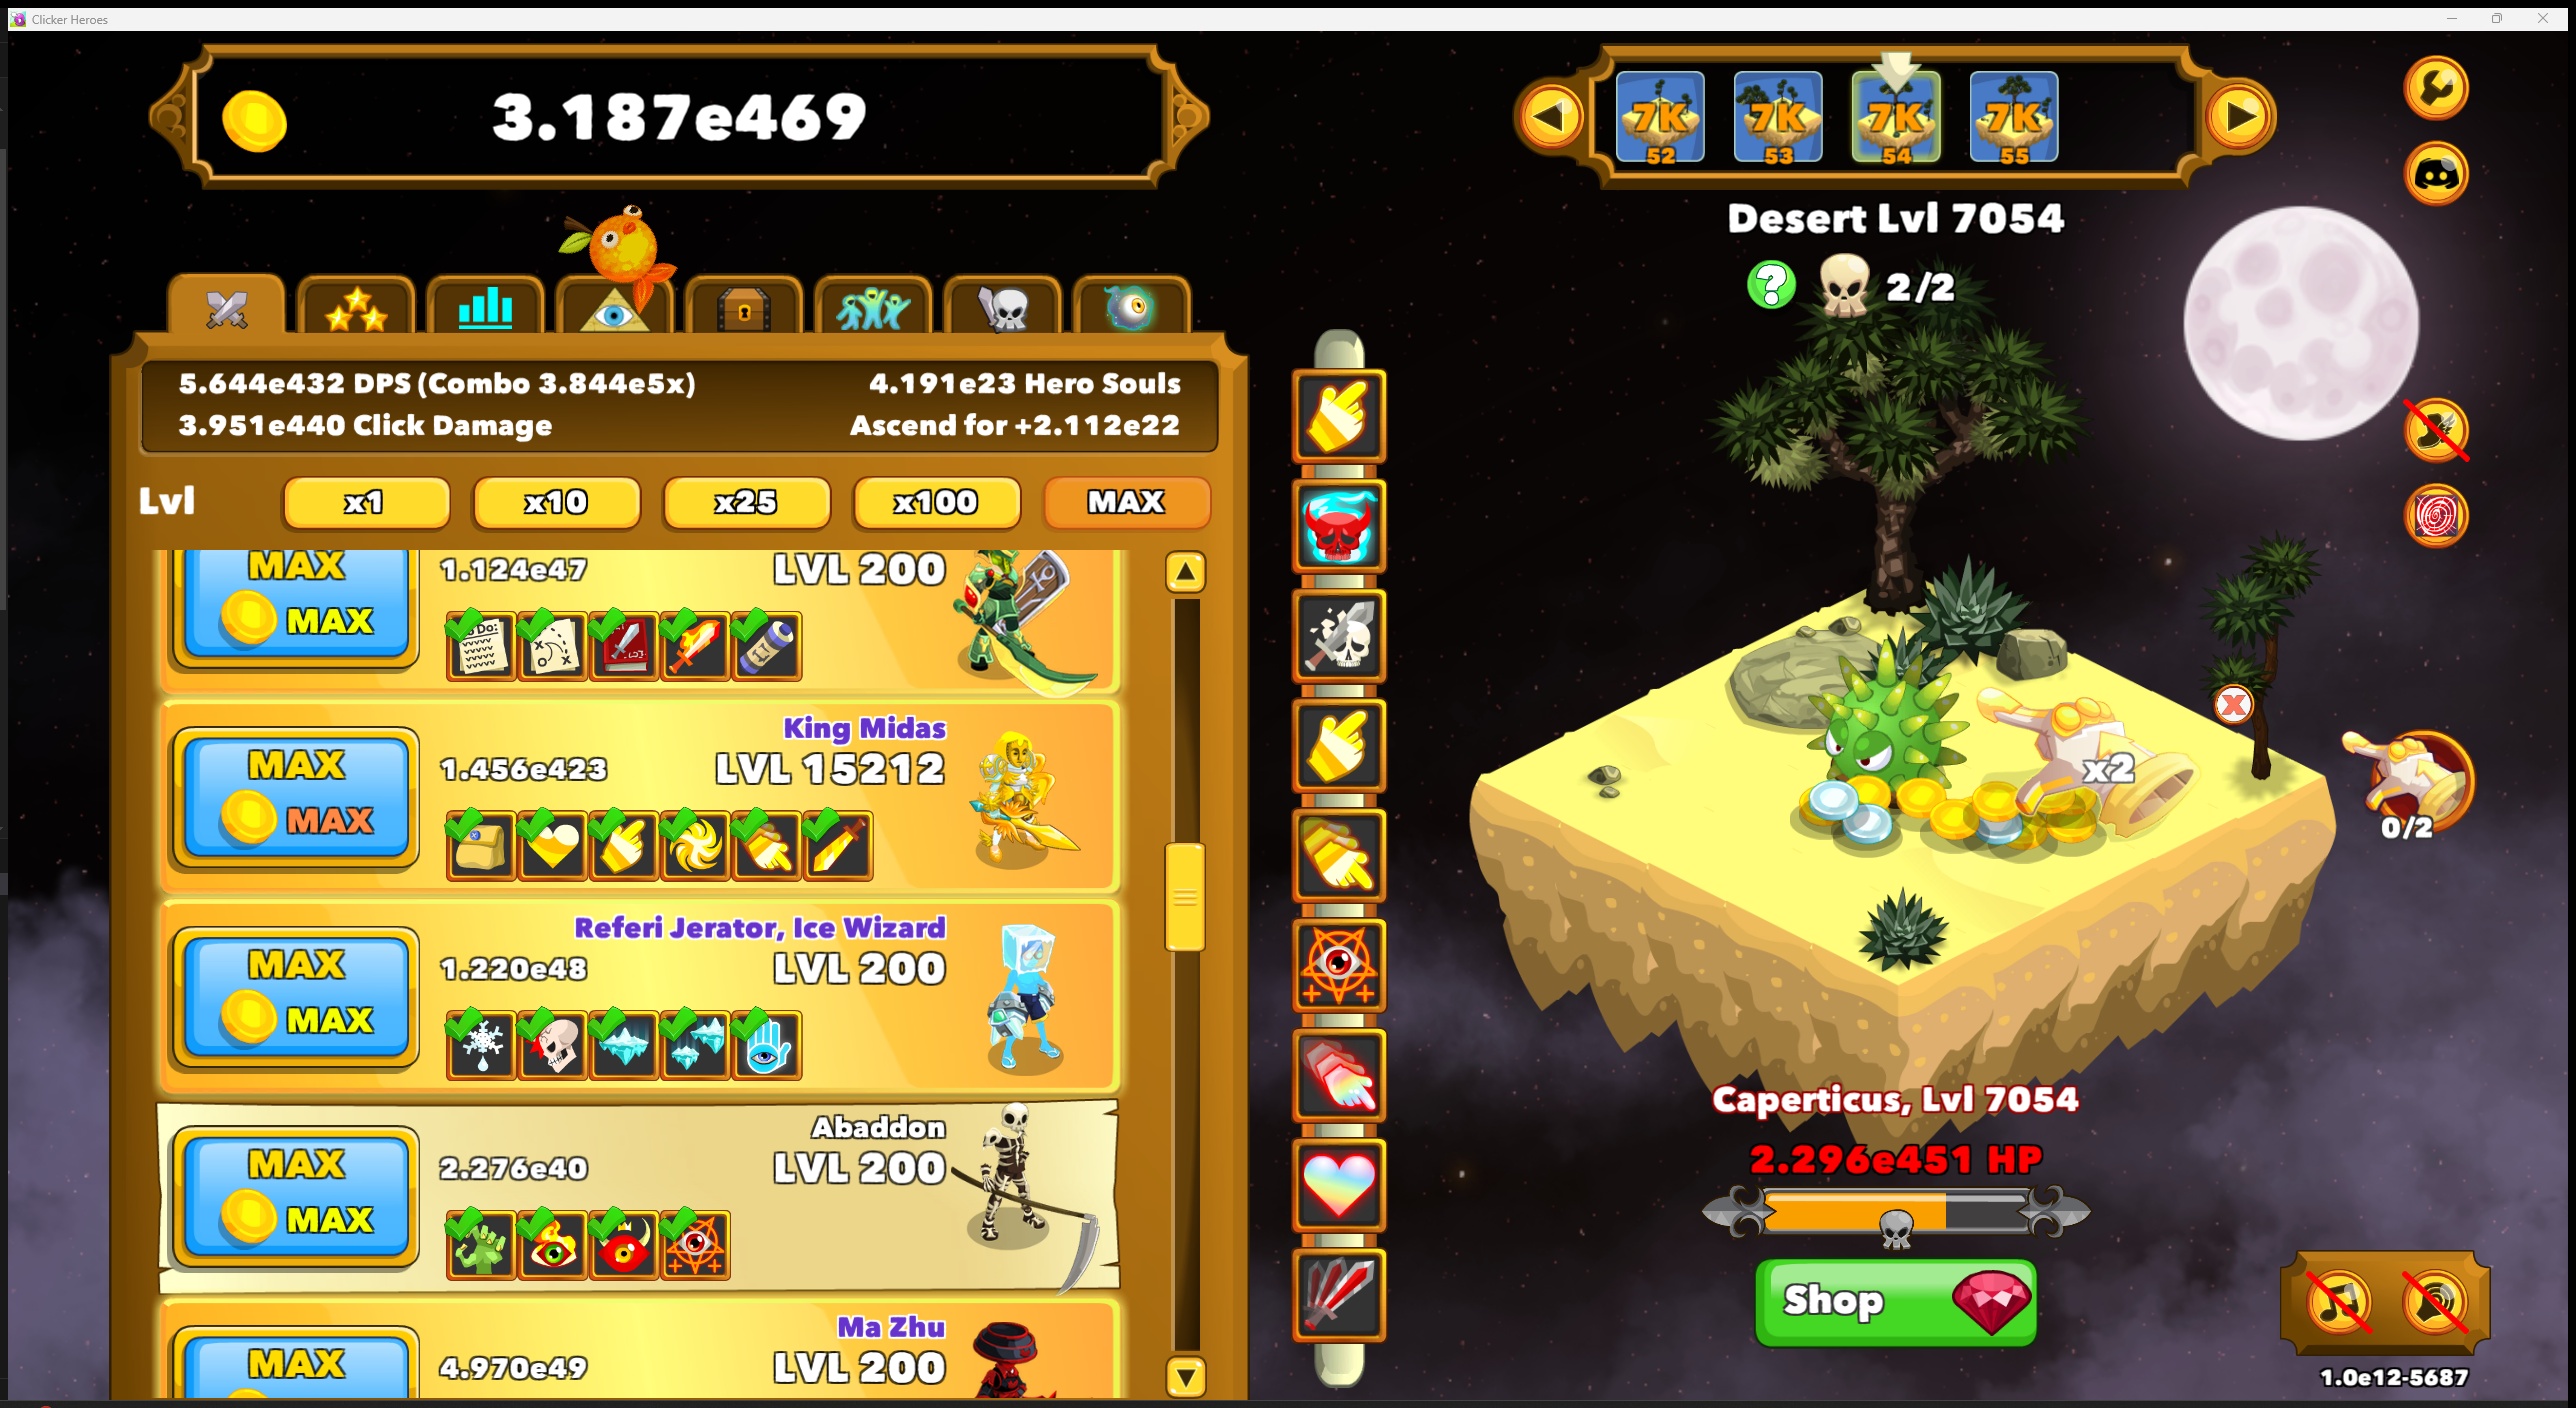 Clicker Heroes
3.187e469
7K
52
7K
53
7K
54
7K
55
Desert Lvl 7054
2/2
5.644e432 DPS (Combo 3.844e5x)
4.191e23 Hero Souls
3.951e440 Click Damage
Ascend for +2.112e22
Lvl
x1
x10
x25
x100
MAX
MAX
MAX
1.124e47
LVL 200
Do:
King Midas
MAX
MAX
1.456e423
LVL 15212
Referi Jerator, Ice Wizard
MAX
MAX
1.220e48
LVL 200
Abaddon
MAX
MAX
2.276e40
LVL 200
Ma Zhu
MAX
4.970e49
LVL 200
x2
0/2
Caperticus, Lvl 7054
2.296e451 HP
Shop
1.0e12-5687